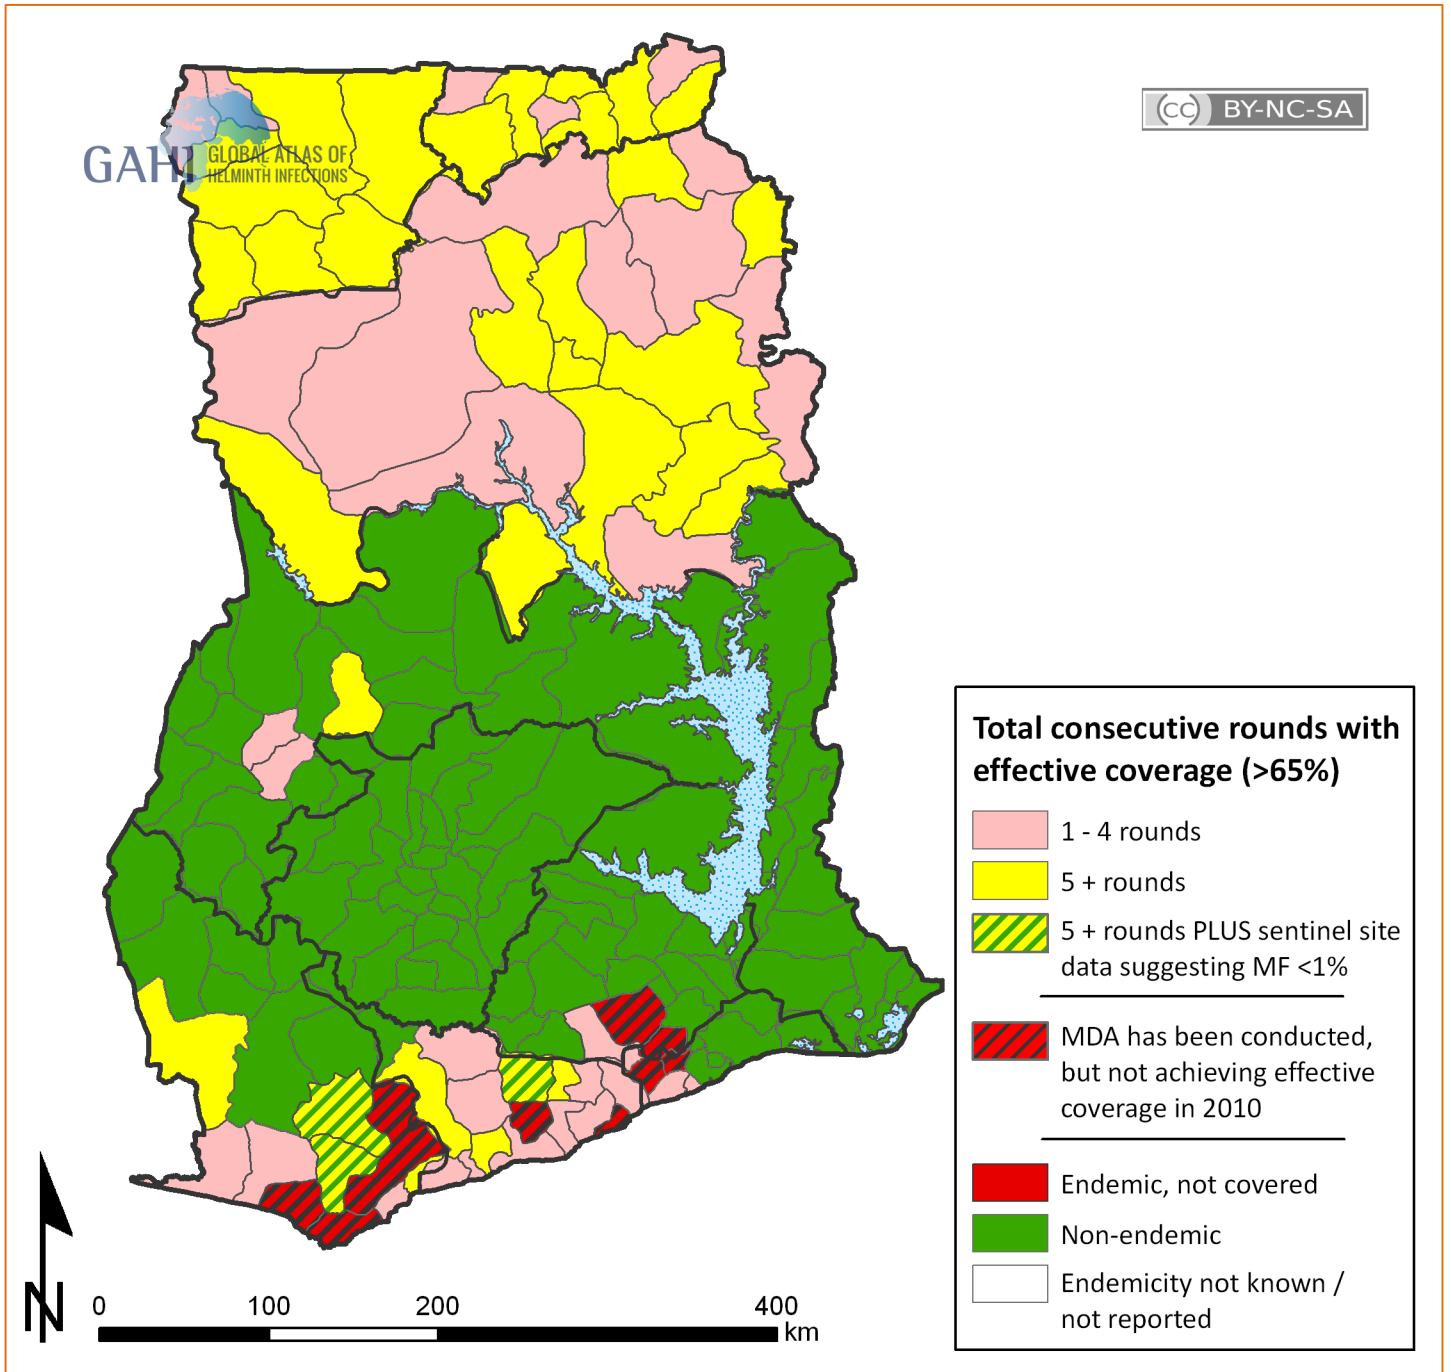 GAHI GLOBAL ATLAS OF
HELMINTH INFECTIONS
(cc) BY-NC-SA
Total consecutive rounds with
effective coverage (>65%)
1 - 4 rounds
5 + rounds
5 + rounds PLUS sentinel site
data suggesting MF <1%
MDA has been conducted,
but not achieving effective
coverage in 2010
Endemic, not covered
Non-endemic
Endemicity not known /
not reported
N
0 100 200 400
km